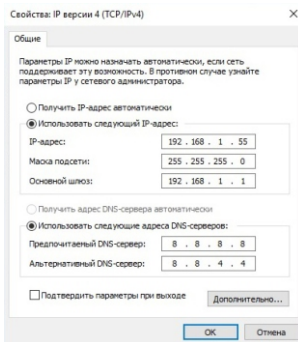 Свойства: IP версии 4 (TCP/IPv4)
Общие
Параметры IP можно назначать автоматически, если сеть
поддерживает эту возможность. В противном случае узнайте
параметры IP у сетевого администратора.
Получить IP-адрес автоматически
Использовать следующий IP-адрес:
IP-адрес: 192 . 168 . 1 . 55
Маска подсети: 255 . 255 . 255 . 0
Основной шлюз: 192 . 168 . 1 . 1
Получить адрес DNS-сервера автоматически
Использовать следующие адреса DNS-серверов:
Предпочитаемый DNS-сервер: 8 . 8 . 8 . 8
Альтернативный DNS-сервер: 8 . 8 . 4 . 4
Подтвердить параметры при выходе
Дополнительно...
OK Отмена